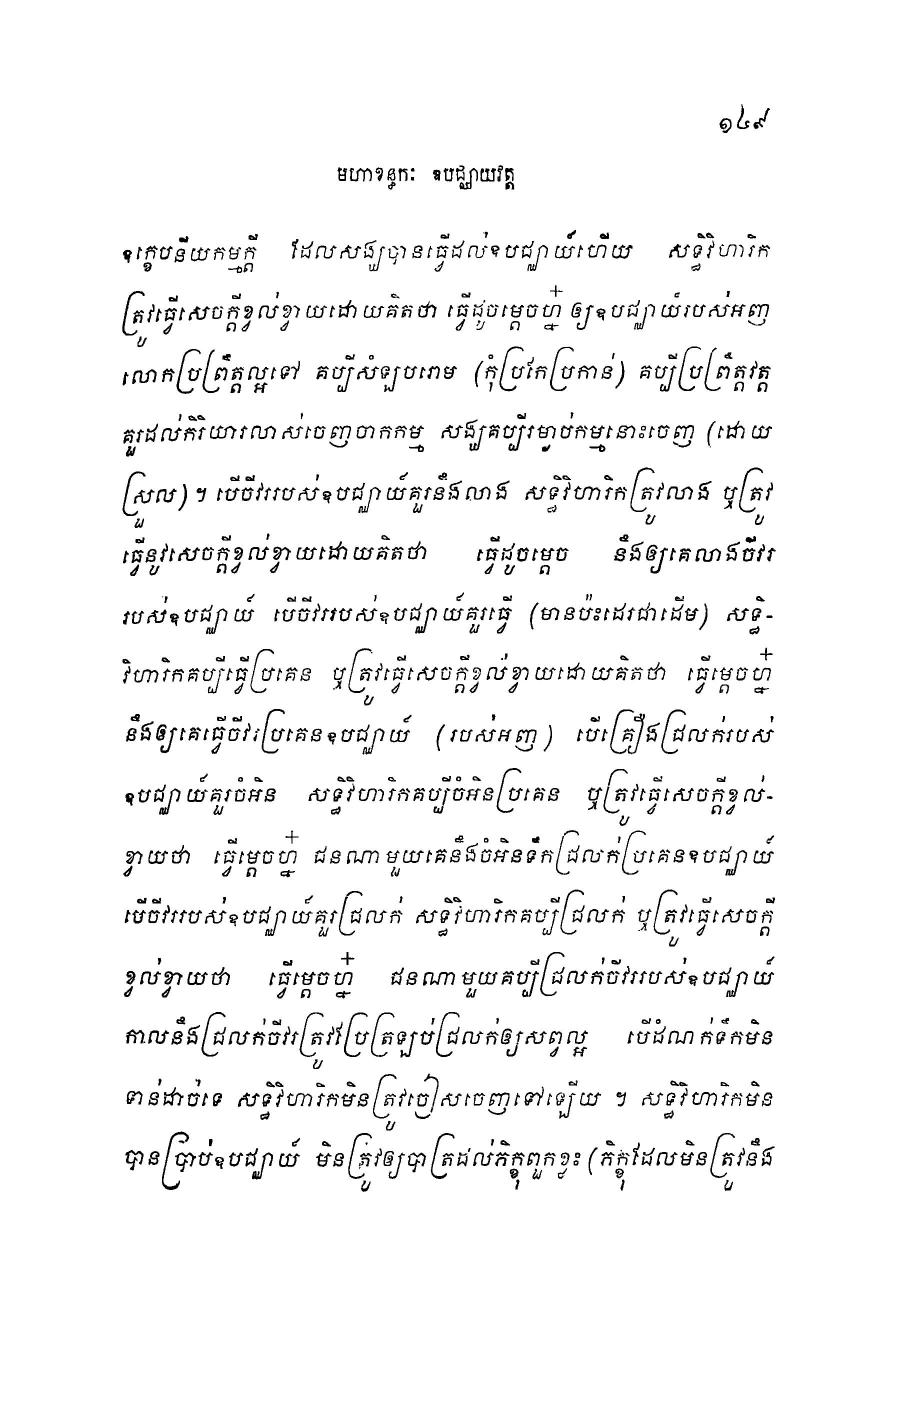 ១៤៩
មហាខន្ធកៈ ឧបជ្ឈាយវត្ត
ឧក្ខេបនីយកម្មក្តី ដែលសង្ឃបានធ្វើដល់ឧបជ្ឈាយ៍ហើយ សទ្ធិវិហារិក
ត្រូវធ្វើសេចក្តីខ្វល់ខ្វាយដោយគិតថា ធ្វើដូចម្តេចហ្ន៎ ឲ្យឧបជ្ឈាយ៍របស់អញ
លោកប្រព្រឹត្តល្អទៅ គប្បីសំឡបរោម (កុំប្រកែប្រកាន់) គប្បីប្រព្រឹត្តវត្ត
គួរដល់កិរិយារលាស់ចេញចាកកម្ម សង្ឃគប្បីរម្ងាប់កម្មនោះចេញ (ដោយ
ស្រួល) ។ បើចីវររបស់ឧបជ្ឈាយ៍គួរនឹងលាង សទ្ធិវិហារិកត្រូវលាង ឬត្រូវ
ធ្វើនូវសេចក្តីខ្វល់ខ្វាយដោយគិតថា ធ្វើដូចម្តេច នឹងឲ្យគេលាងចីវរ
របស់ឧបជ្ឈាយ៍ បើចីវររបស់ឧបជ្ឈាយ៍គួរធ្វើ (មានប៉ះដេរជាដើម) សទ្ធិ-
វិហារិកគប្បីធ្វើប្រគេន ឬត្រូវធ្វើសេចក្តីខ្វល់ខ្វាយដោយគិតថា ធ្វើម្តេចហ្ន៎
នឹងឲ្យគេធ្វើចីវរប្រគេនឧបជ្ឈាយ៍ (របស់អញ) បើគ្រឿងជ្រលក់របស់
ឧបជ្ឈាយ៍គួរចំអិន សទ្ធិវិហារិកគប្បីចំអិនប្រគេន ឬត្រូវធ្វើសេចក្តីខ្វល់-
ខ្វាយថា ធ្វើម្តេចហ្ន៎ ជនណាមួយគេនឹងចំអិនទឹកជ្រលក់ប្រគេនឧបជ្ឈាយ៍
បើចីវររបស់ឧបជ្ឈាយ៍គួរជ្រលក់ សទ្ធិវិហារិកគប្បីជ្រលក់ ឬត្រូវធ្វើសេចក្តី
ខ្វល់ខ្វាយថា ធ្វើម្តេចហ្ន៎ ជនណាមួយគប្បីជ្រលក់ចីវររបស់ឧបជ្ឈាយ៍
កាលនឹងជ្រលក់ចីវរត្រូវប្រែត្រឡប់ជ្រលក់ឲ្យសព្វល្អ បើដំណក់ទឹកមិន
ទាន់ដាច់ទេ សទ្ធិវិហារិកមិនត្រូវចៀសចេញទៅឡើយ ។ សទ្ធិវិហារិកមិន
បានប្រាប់ឧបជ្ឈាយ៍ មិនត្រូវឲ្យបាត្រដល់ភិក្ខុពួកខ្លះ (ភិក្ខុដែលមិនត្រូវនឹង